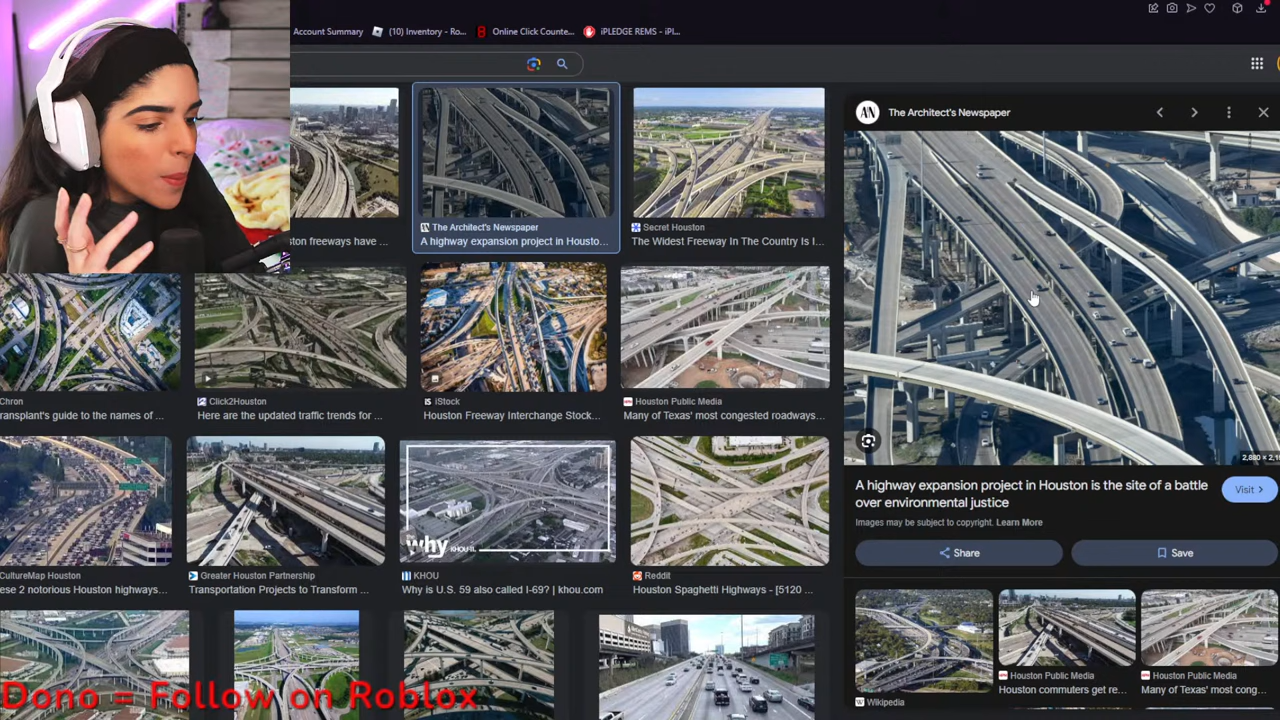 Account Summary
(10) Inventory - Ro...
Online Click Counte...
iPLEDGE REMS - iPl...
AN
The Architect's Newspaper
ston freeways have ...
The Architect's Newspaper
A highway expansion project in Housto...
Secret Houston
The Widest Freeway In The Country Is I...
Chron
ransplant's guide to the names of ...
Click2Houston
Here are the updated traffic trends for ...
iStock
Houston Freeway Interchange Stock...
Houston Public Media
Many of Texas' most congested roadways...
2,880 ×
A highway expansion project in Houston is the site of a battle
over environmental justice
Visit
Images may be subject to copyright. Learn More
Share
Save
the why
KHOU 11
CultureMap Houston
ese 2 notorious Houston highways...
Greater Houston Partnership
Transportation Projects to Transform ...
KHOU
Why is U.S. 59 also called I-69? | khou.com
Reddit
Houston Spaghetti Highways - [5120 ...
Wikipedia
Houston Public Media
Houston commuters get re...
Houston Public Media
Many of Texas' most cong...
Dono = Follow on Roblox